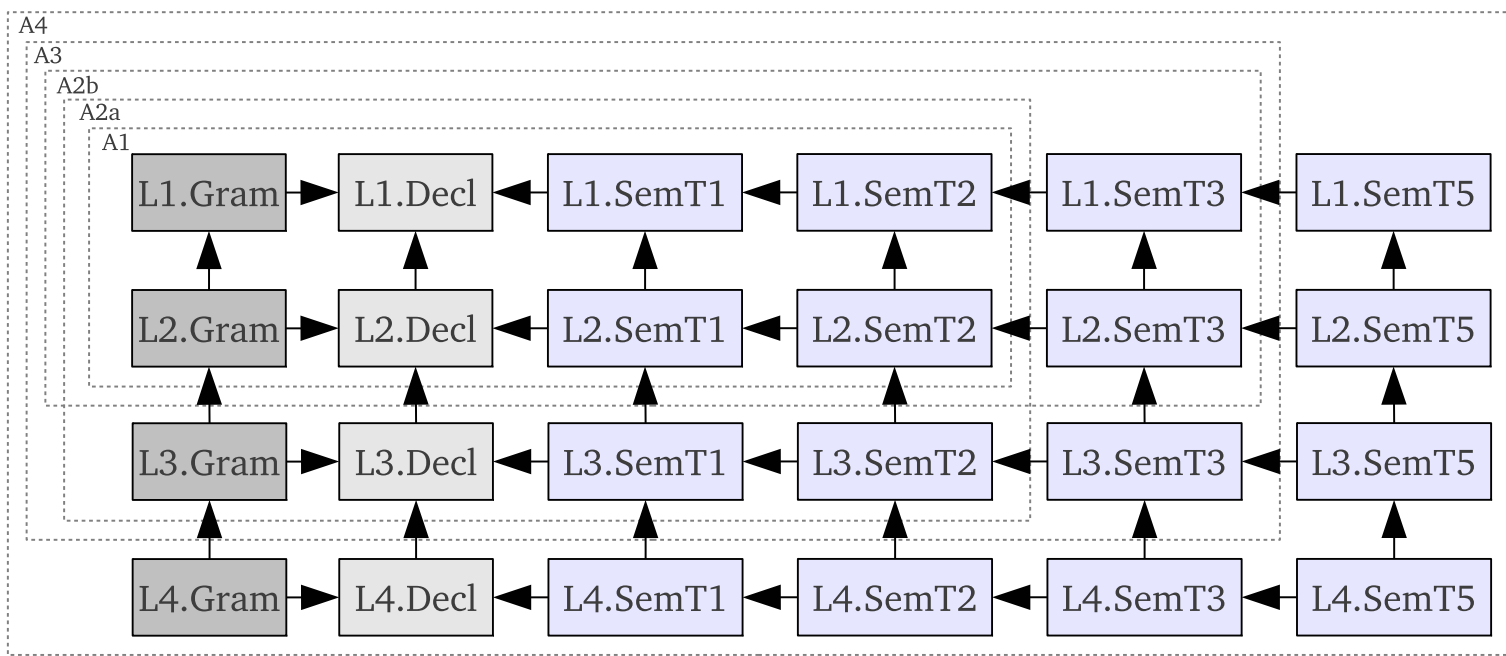 A4
A3
A2b
A2a
A1
L1.Gram L1.Decl L1.SemT1 L1.SemT2 L1.SemT3 L1.SemT5
L2.Gram L2.Decl L2.SemT1 L2.SemT2 L2.SemT3 L2.SemT5
L3.Gram L3.Decl L3.SemT1 L3.SemT2 L3.SemT3 L3.SemT5
L4.Gram L4.Decl L4.SemT1 L4.SemT2 L4.SemT3 L4.SemT5